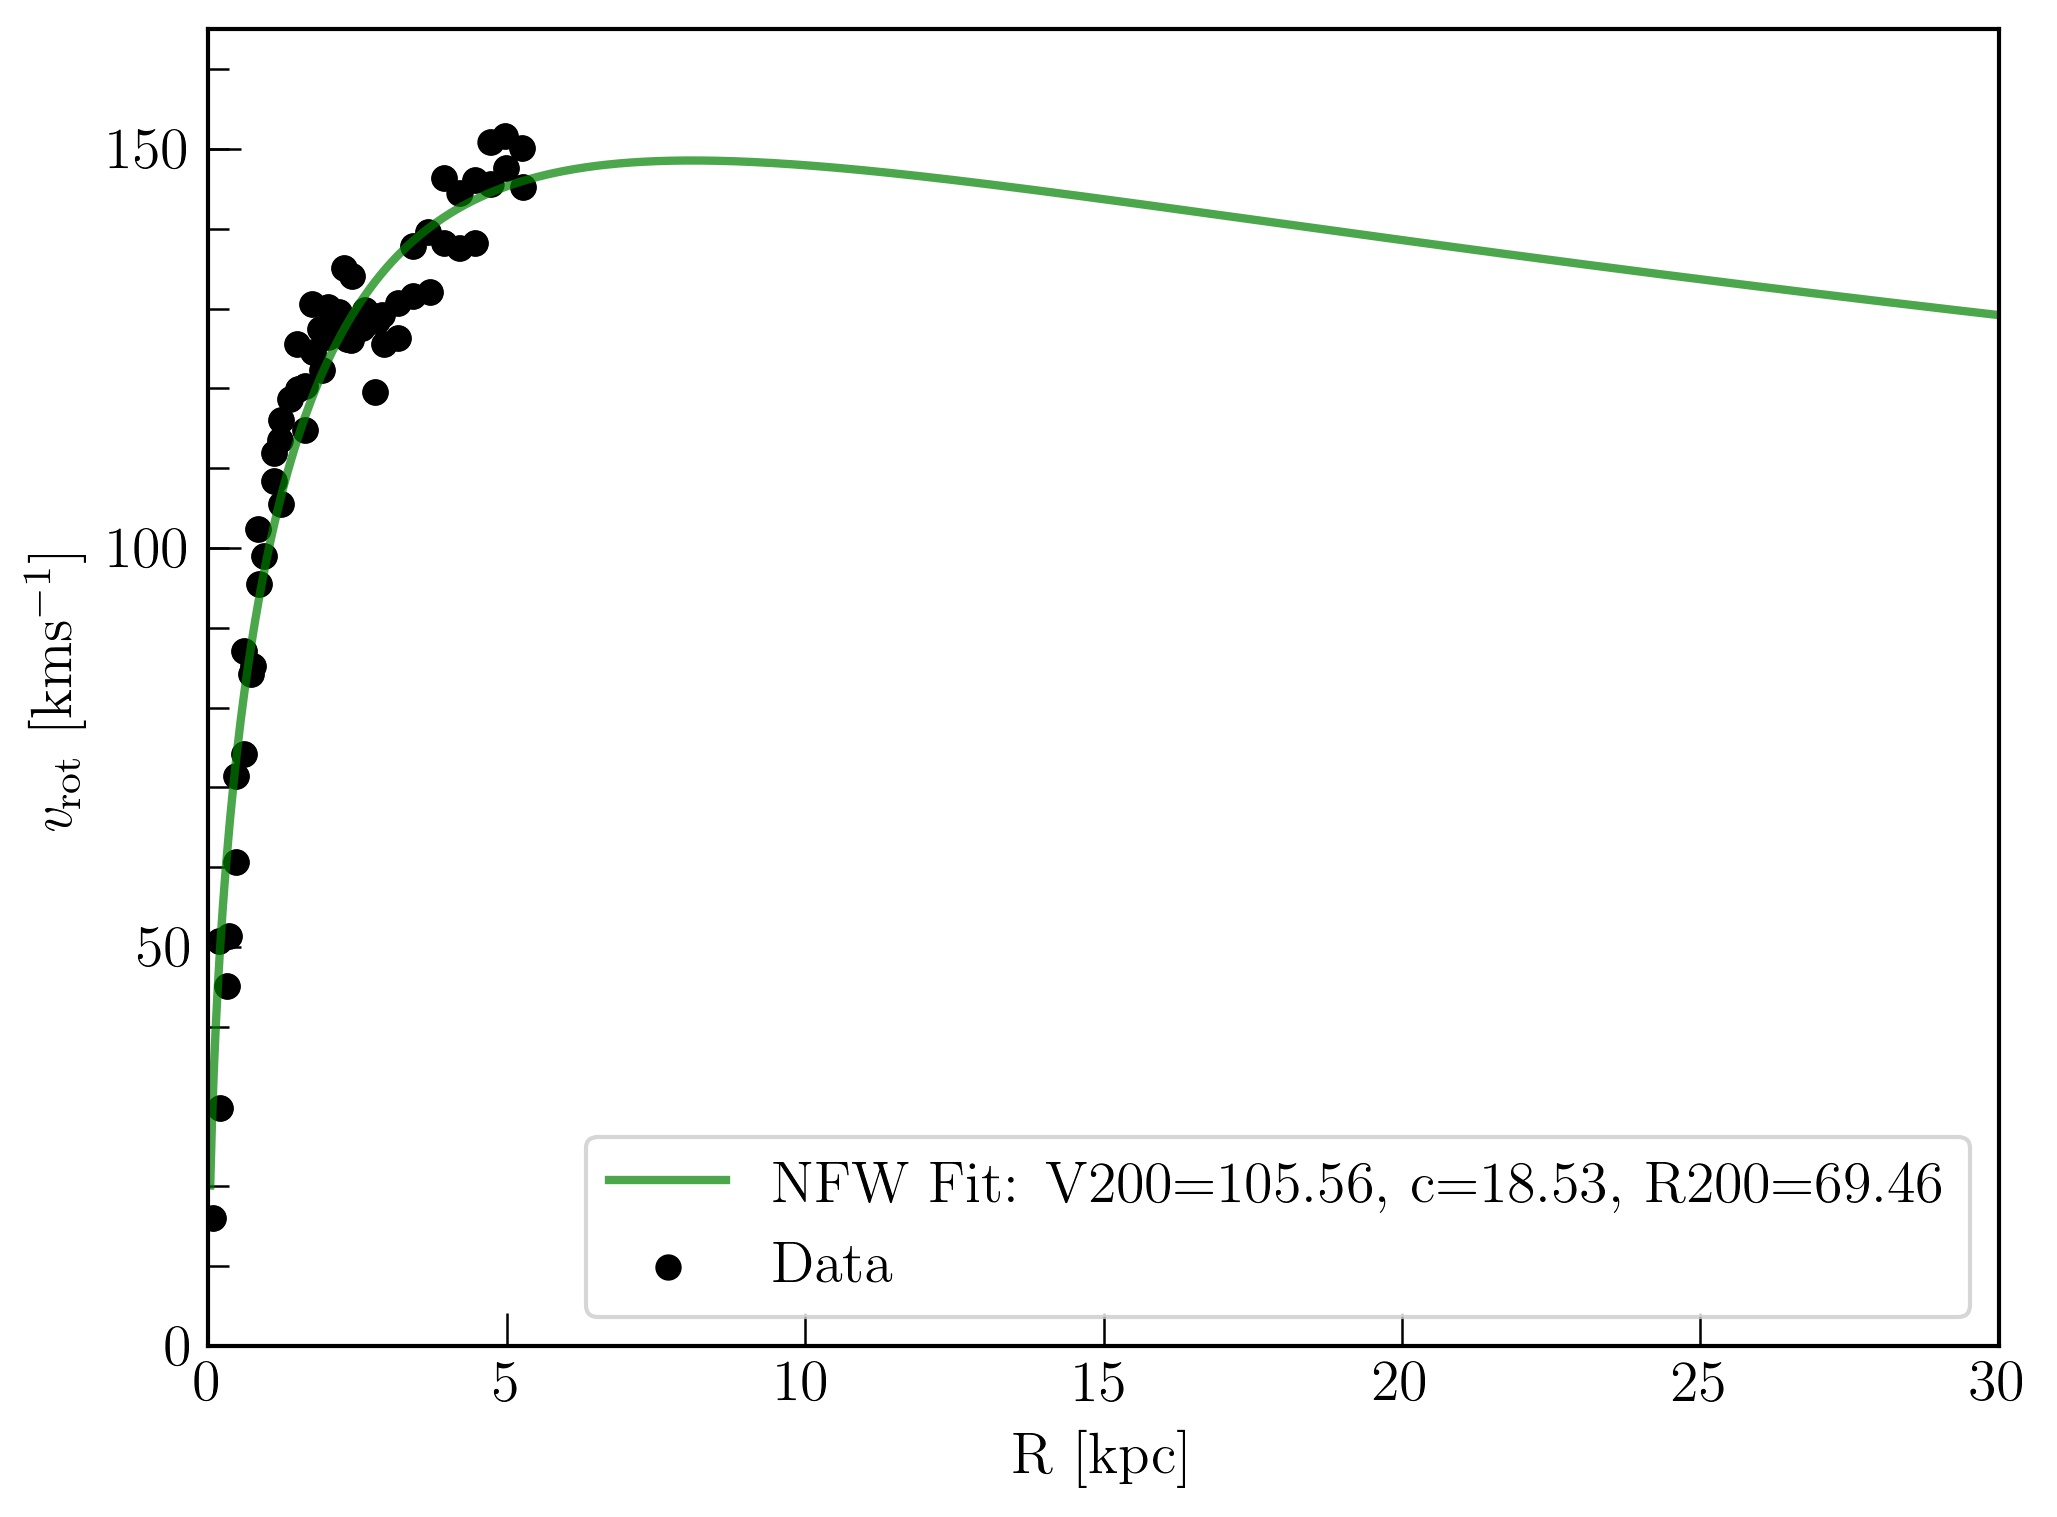 150
100
50
0
v_rot [kms⁻¹]
NFW Fit: V200=105.56, c=18.53, R200=69.46
Data
0 5 10 15 20 25 30
R [kpc]